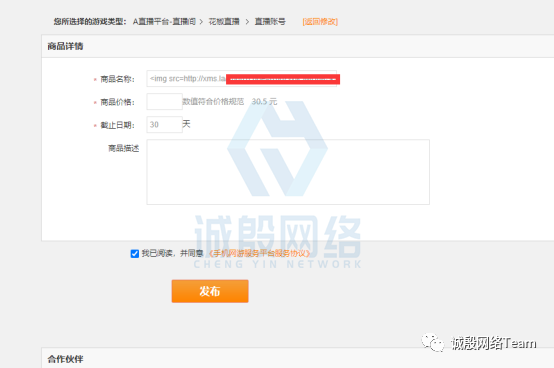 您所选择的游戏类型： A直播平台-直播间 > 花椒直播 > 直播账号 [返回修改]
商品详情
* 商品名称： <img src=http://xms.la
* 商品价格： 数值符合价格规范 30.5 元
* 截止日期： 30 天
商品描述
诚殷网络
CHENG YIN NETWORK
我已阅读，并同意 《手机网游服务平台服务协议》
发布
诚殷网络Team
合作伙伴